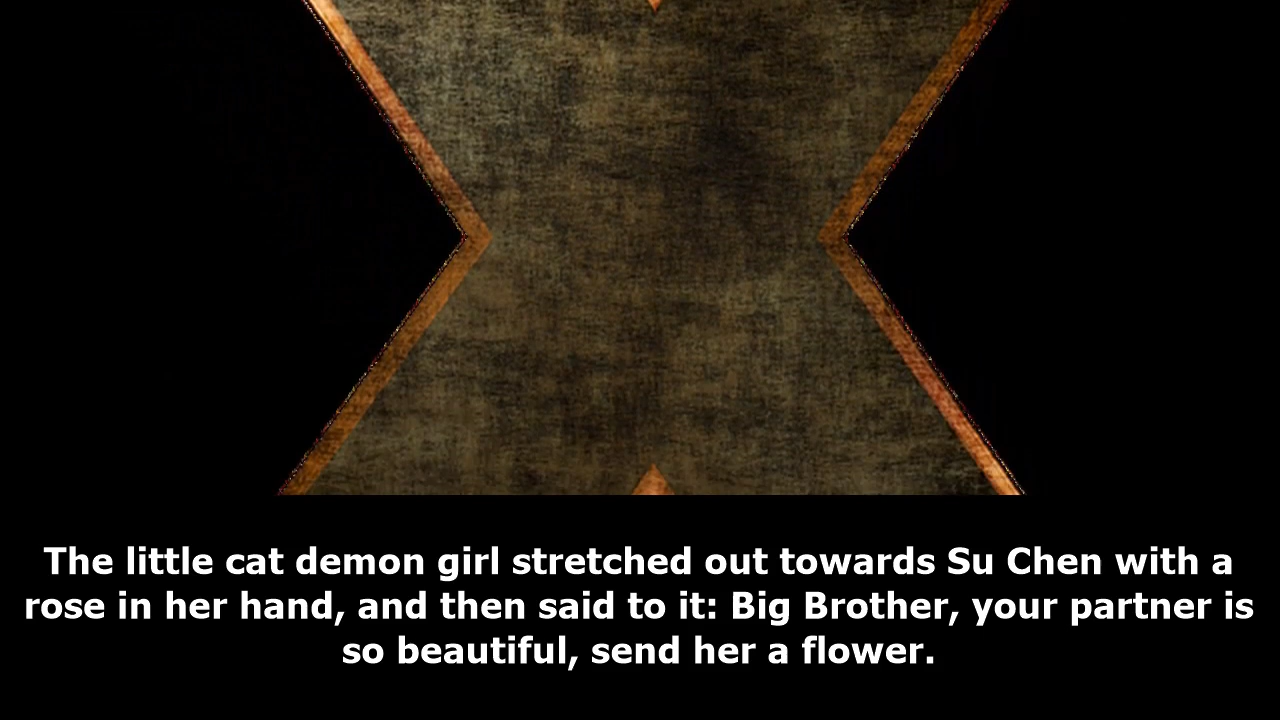 The little cat demon girl stretched out towards Su Chen with a
rose in her hand, and then said to it: Big Brother, your partner is
so beautiful, send her a flower.